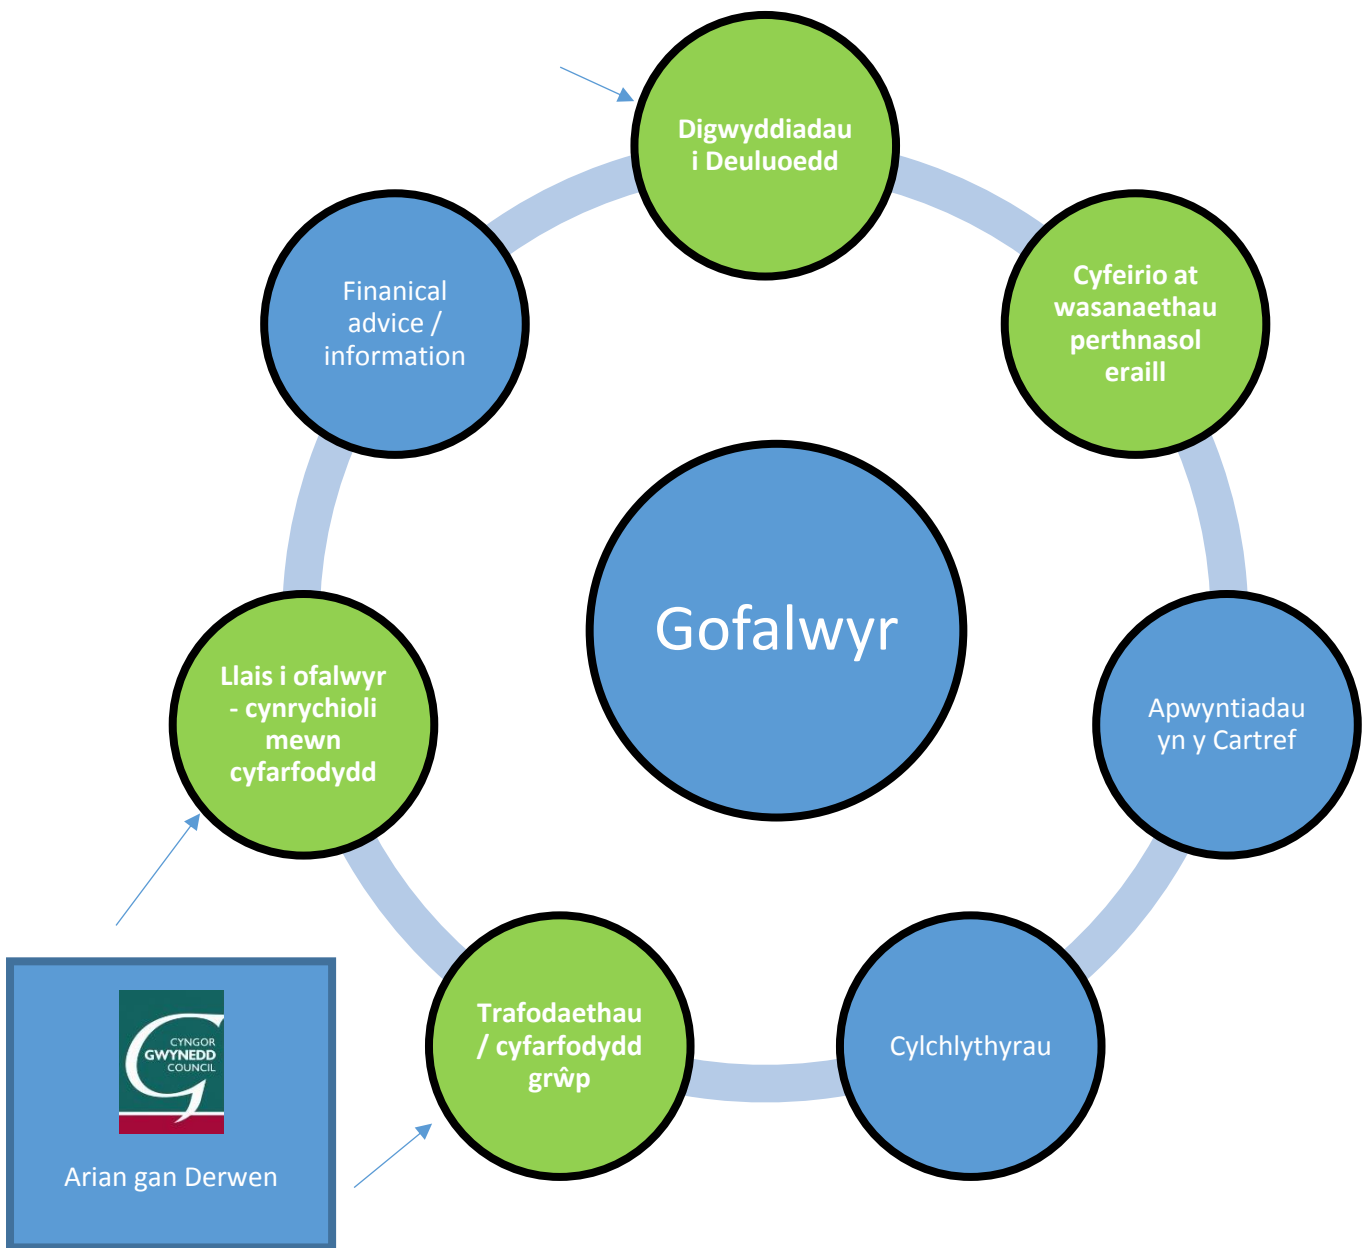 Digwyddiadau
i Deuluoedd
Cyfeirio at
wasanaethau
perthnasol
eraill
Apwyntiadau
yn y Cartref
Cylchlythyrau
Trafodaethau
/ cyfarfodydd
grŵp
Llais i ofalwyr
- cynrychioli
mewn
cyfarfodydd
Finanical
advice /
information
Gofalwyr
CYNGOR
GWYNEDD
COUNCIL
Arian gan Derwen